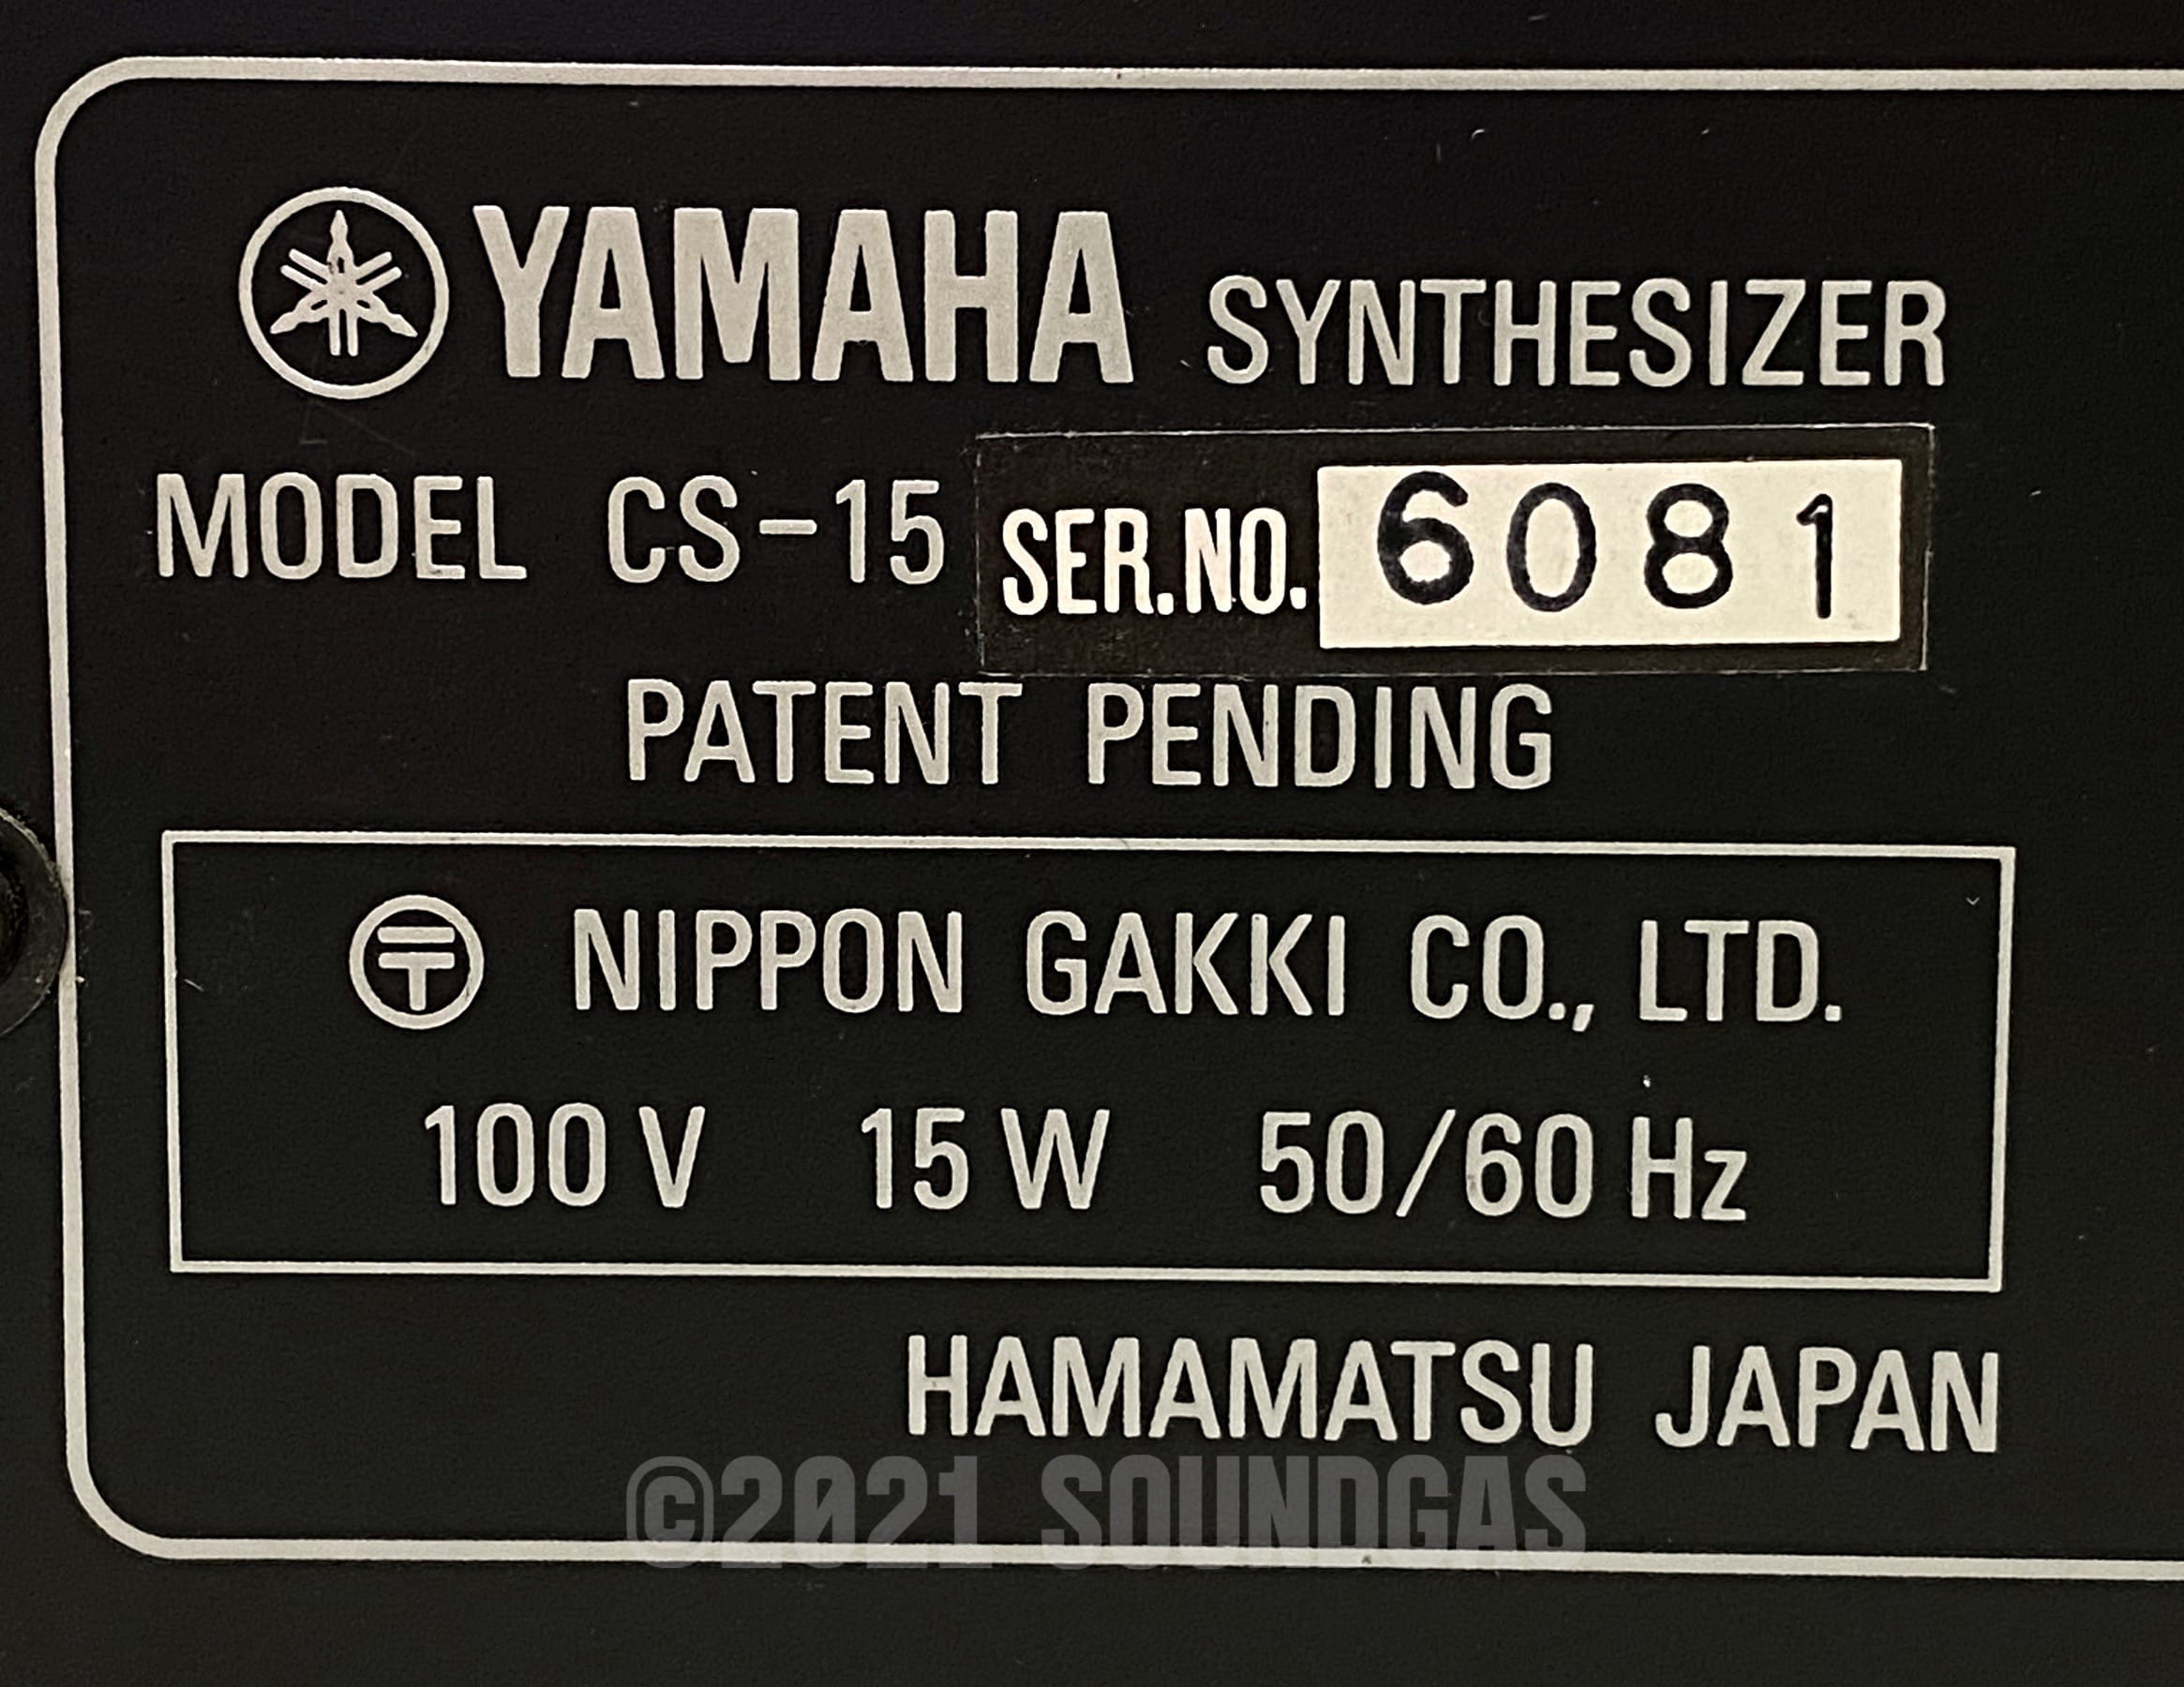 YAMAHA SYNTHESIZER
MODEL CS-15 SER.NO. 6081
PATENT PENDING
NIPPON GAKKI CO., LTD.
100 V 15 W 50/60 Hz
HAMAMATSU JAPAN
©2021 SOUNDGAS